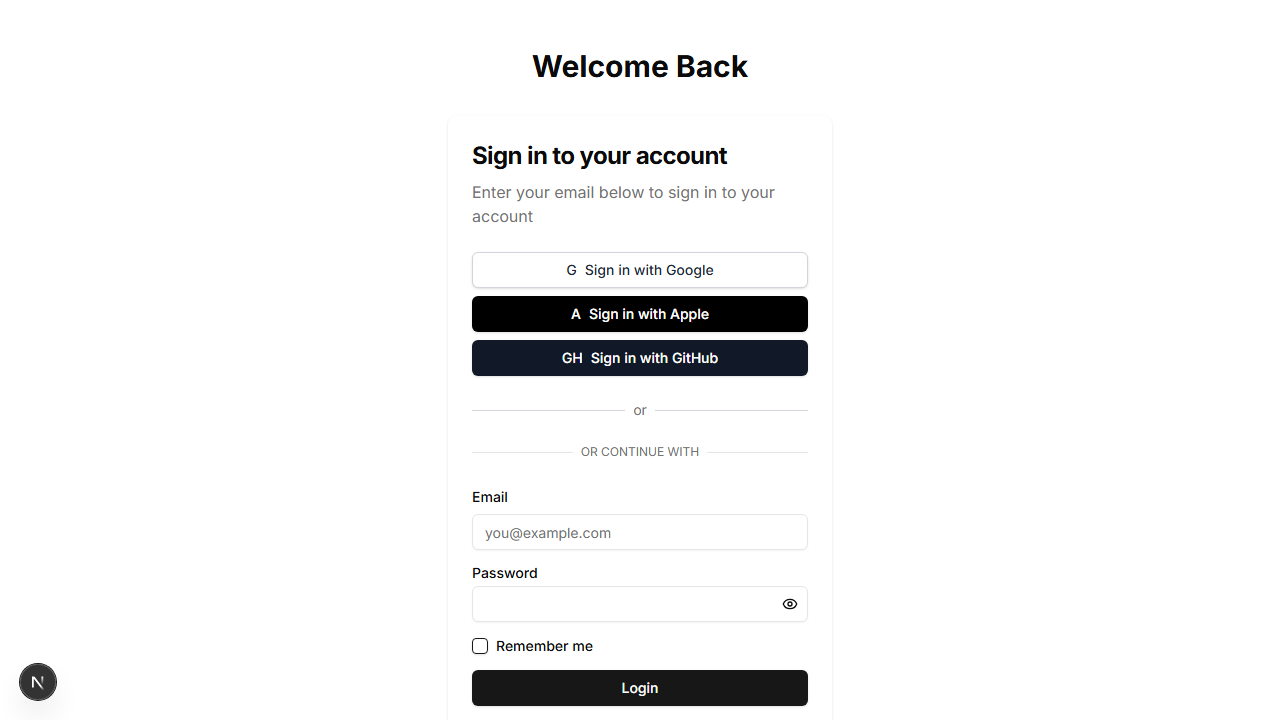 Welcome Back
Sign in to your account
Enter your email below to sign in to your
account
G Sign in with Google
A Sign in with Apple
GH Sign in with GitHub
or
OR CONTINUE WITH
Email
you@example.com
Password
Remember me
Login
N